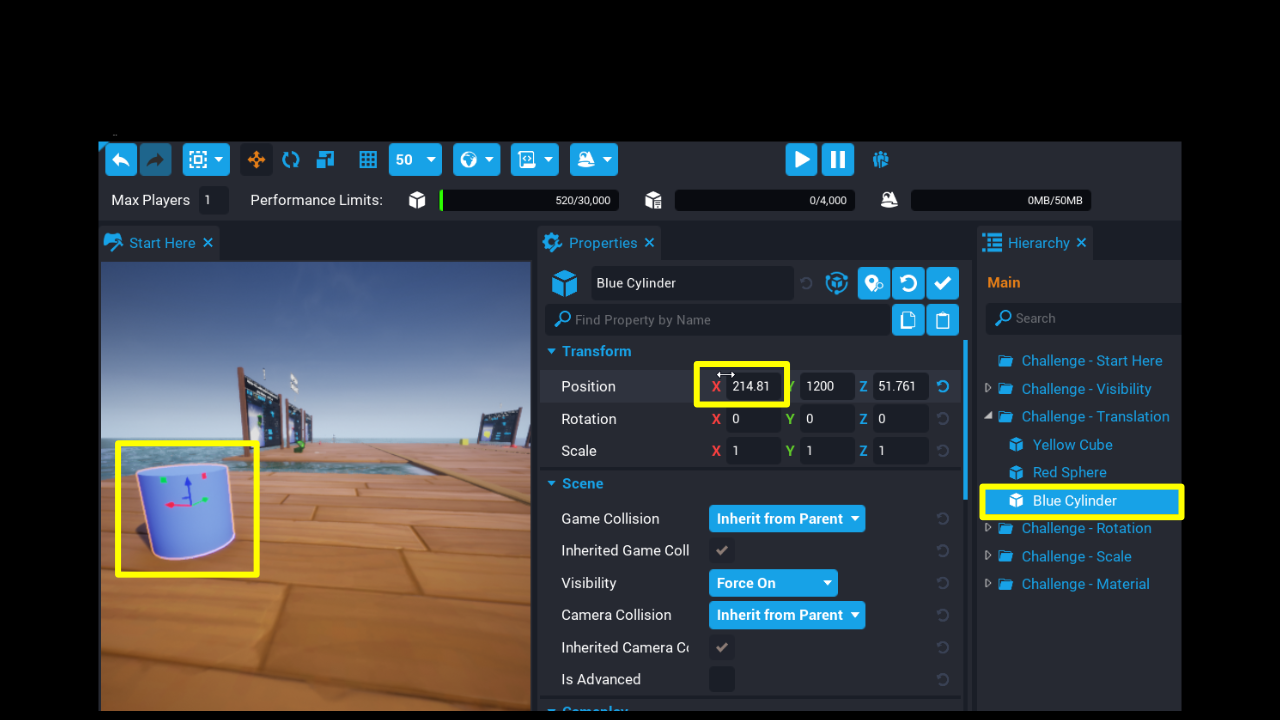 50
Max Players 1 Performance Limits: 520/30,000 0/4,000 0MB/50MB
Start Here
Properties
Blue Cylinder
Find Property by Name
Transform
Position X 214.81 Y 1200 Z 51.761
Rotation X 0 Y 0 Z 0
Scale X 1 Y 1 Z 1
Scene
Game Collision Inherit from Parent
Inherited Game Coll
Visibility Force On
Camera Collision Inherit from Parent
Inherited Camera Co
Is Advanced
Gameplay
Hierarchy
Main
Search
Challenge - Start Here
Challenge - Visibility
Challenge - Translation
Yellow Cube
Red Sphere
Blue Cylinder
Challenge - Rotation
Challenge - Scale
Challenge - Material